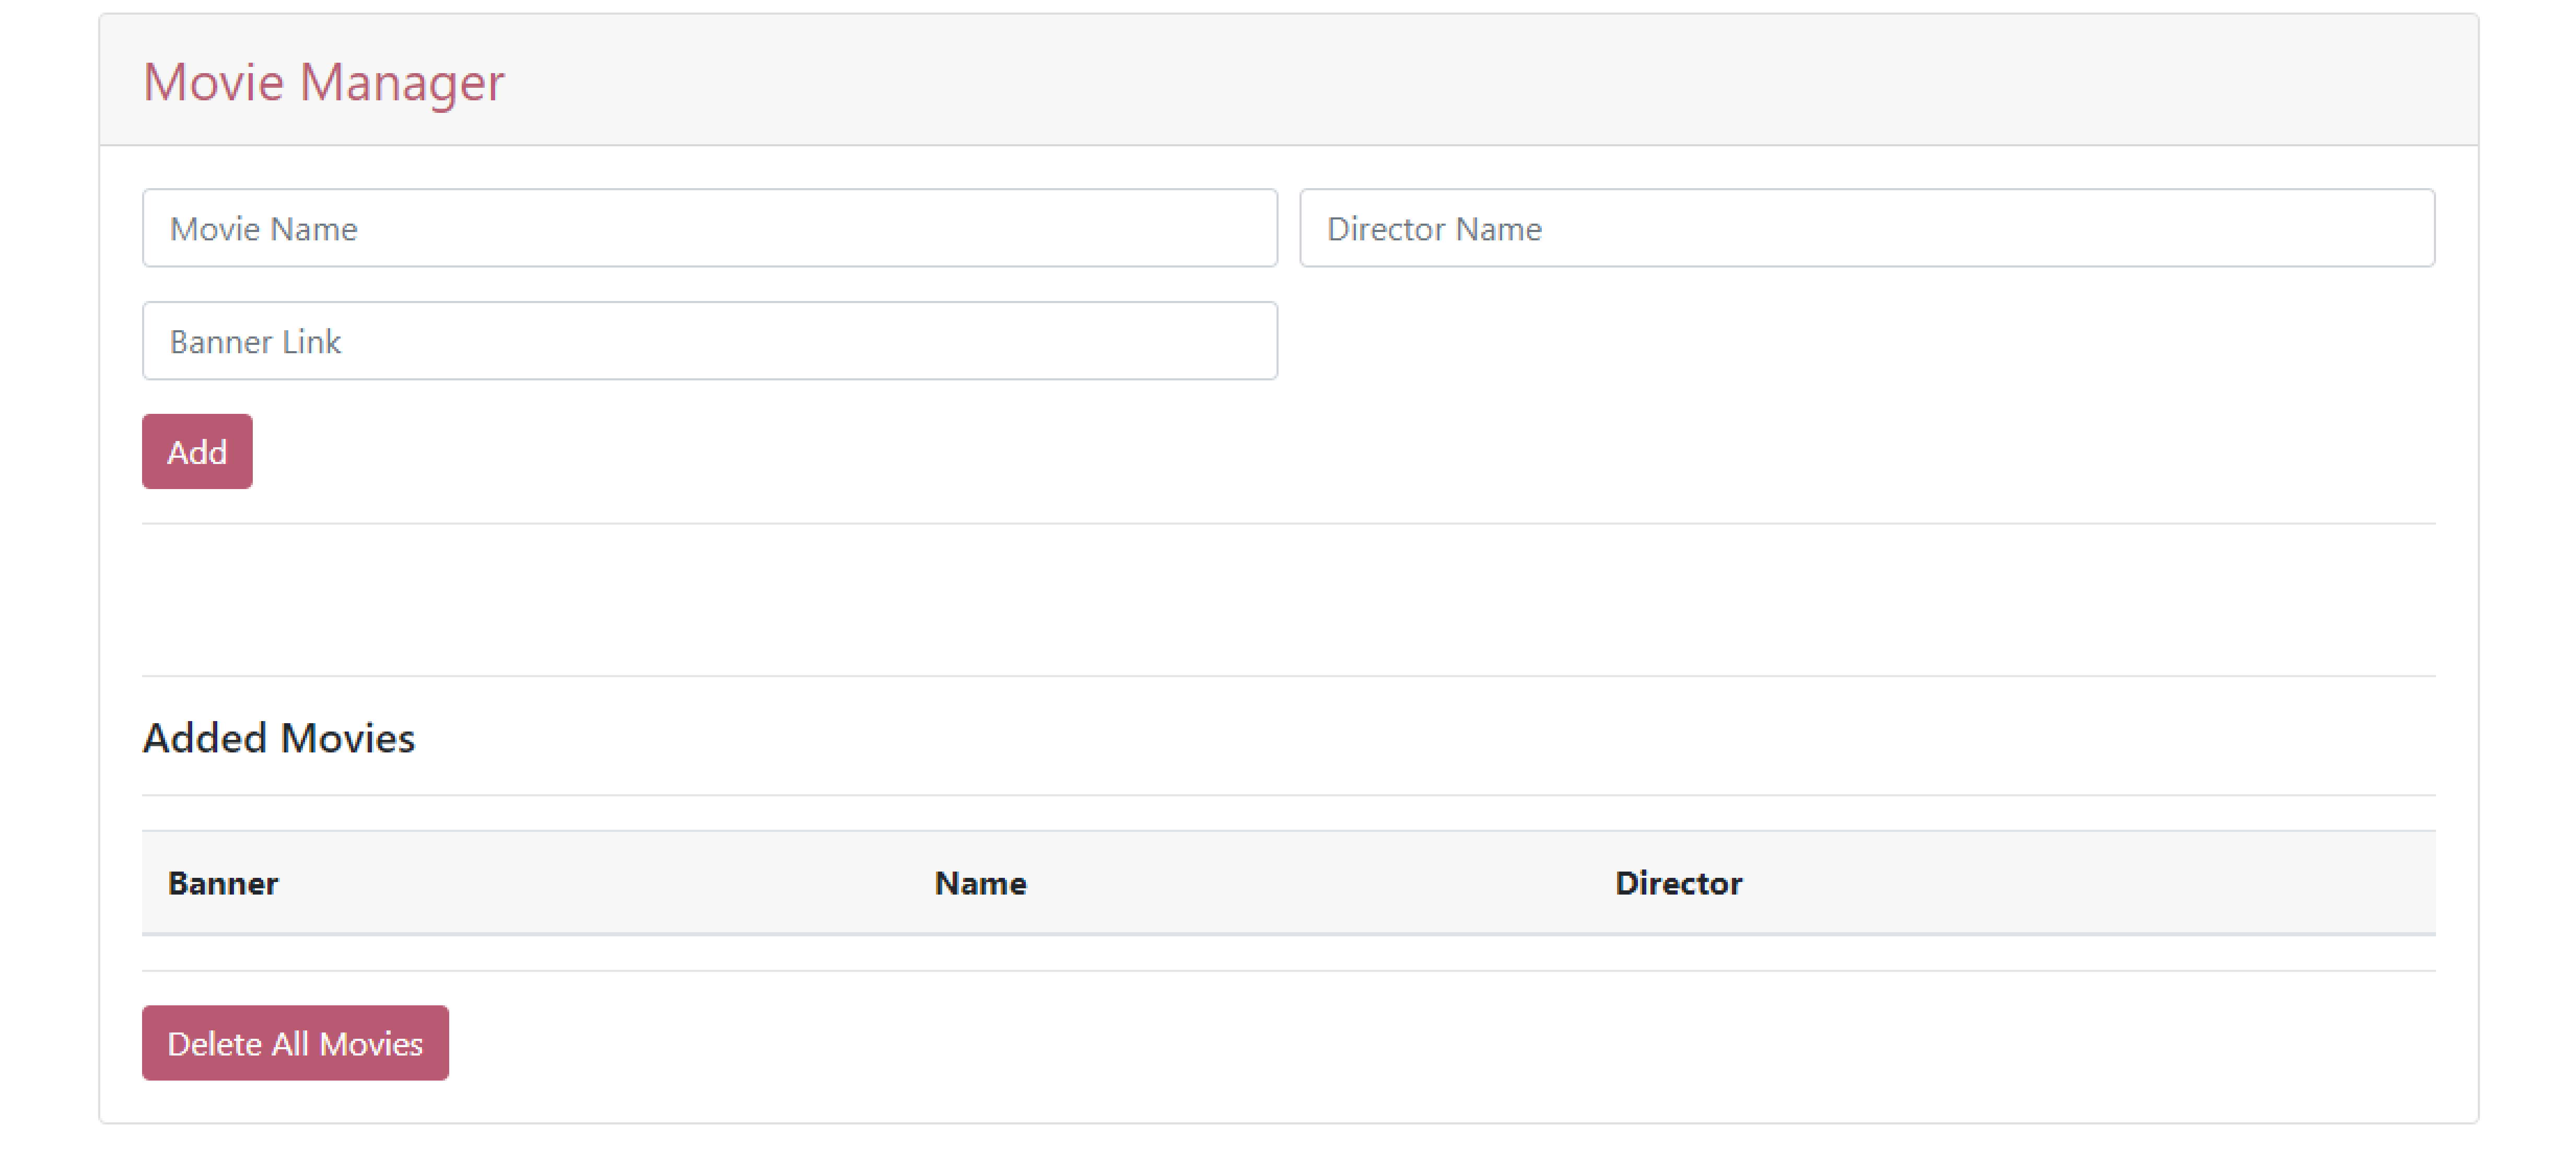 Movie Manager
Movie Name
Director Name
Banner Link
Add
Added Movies
Banner Name Director
Delete All Movies